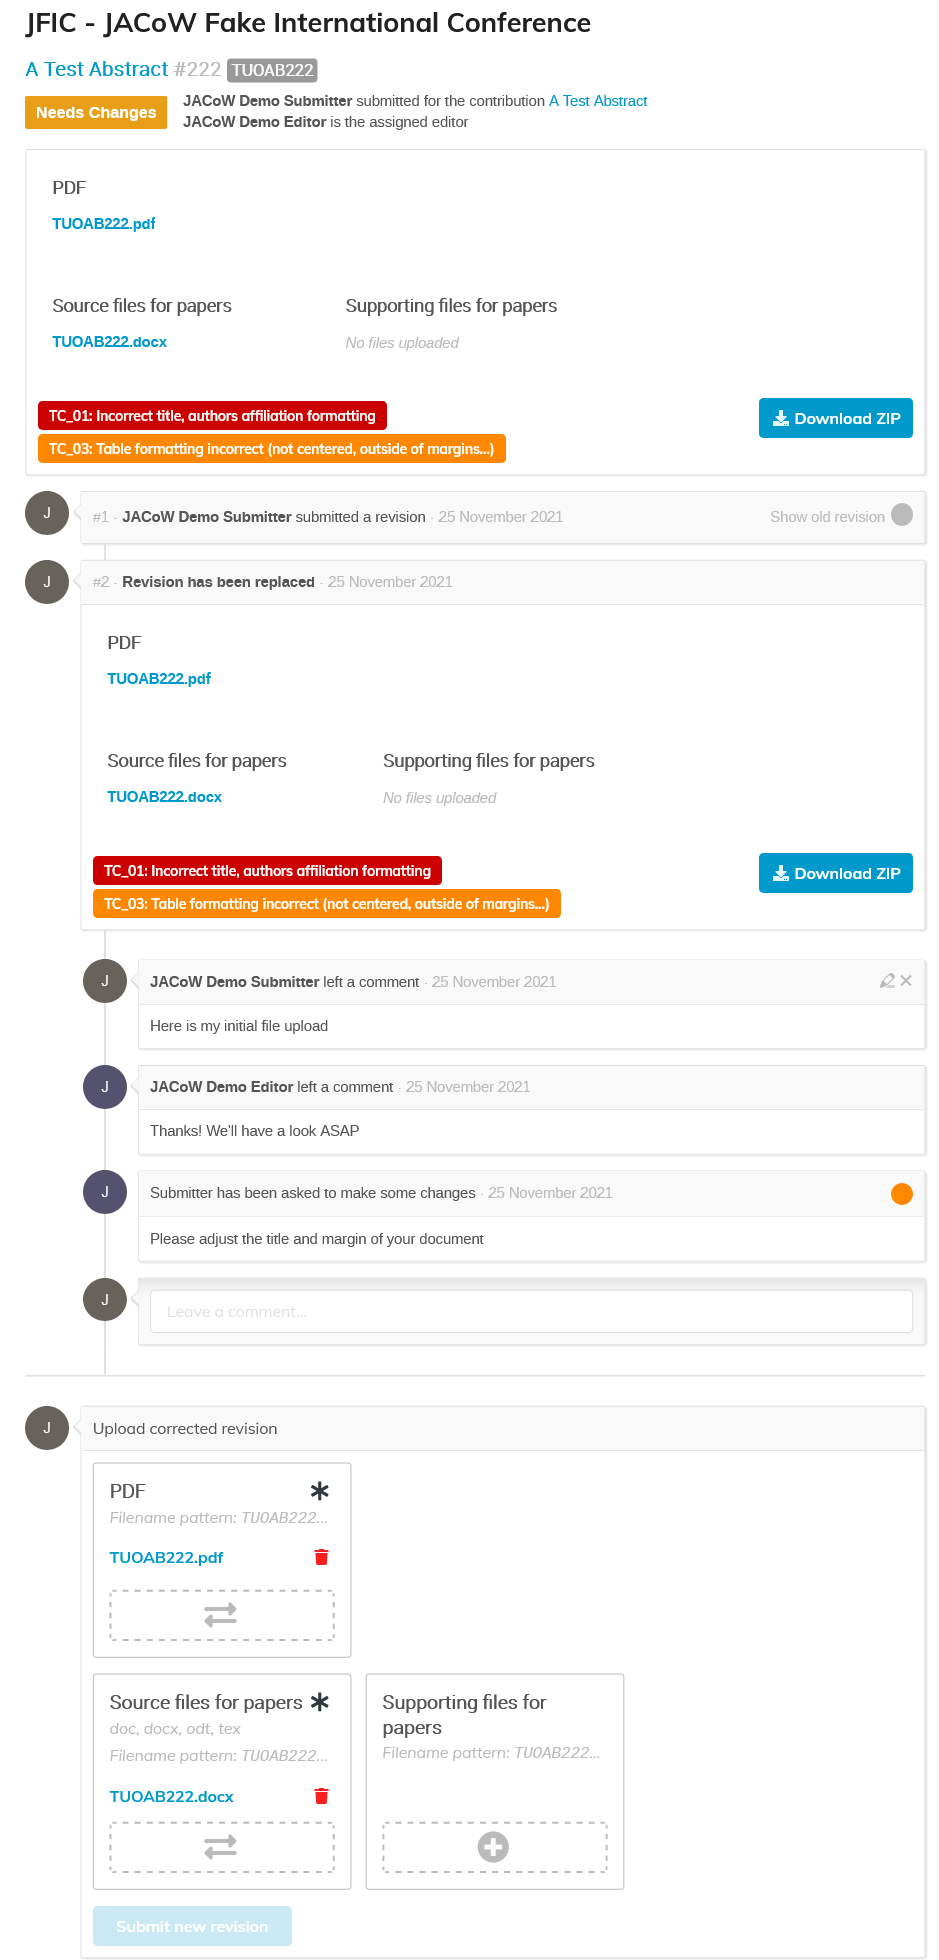 JFIC - JACoW Fake International Conference
A Test Abstract #222 TUOAB222
Needs Changes
JACoW Demo Submitter submitted for the contribution A Test Abstract
JACoW Demo Editor is the assigned editor
PDF
TUOAB222.pdf
Source files for papers
TUOAB222.docx
Supporting files for papers
No files uploaded
TC_01: Incorrect title, authors affiliation formatting
TC_03: Table formatting incorrect (not centered, outside of margins...)
Download ZIP
J
#1 · JACoW Demo Submitter submitted a revision · 25 November 2021
Show old revision
J
#2 · Revision has been replaced · 25 November 2021
PDF
TUOAB222.pdf
Source files for papers
TUOAB222.docx
Supporting files for papers
No files uploaded
TC_01: Incorrect title, authors affiliation formatting
TC_03: Table formatting incorrect (not centered, outside of margins...)
Download ZIP
J
JACoW Demo Submitter left a comment · 25 November 2021
Here is my initial file upload
J
JACoW Demo Editor left a comment · 25 November 2021
Thanks! We'll have a look ASAP
J
Submitter has been asked to make some changes · 25 November 2021
Please adjust the title and margin of your document
J
Leave a comment...
J
Upload corrected revision
PDF
Filename pattern: TUOAB222...
TUOAB222.pdf
Source files for papers
doc, docx, odt, tex
Filename pattern: TUOAB222...
TUOAB222.docx
Supporting files for
papers
Filename pattern: TUOAB222...
Submit new revision